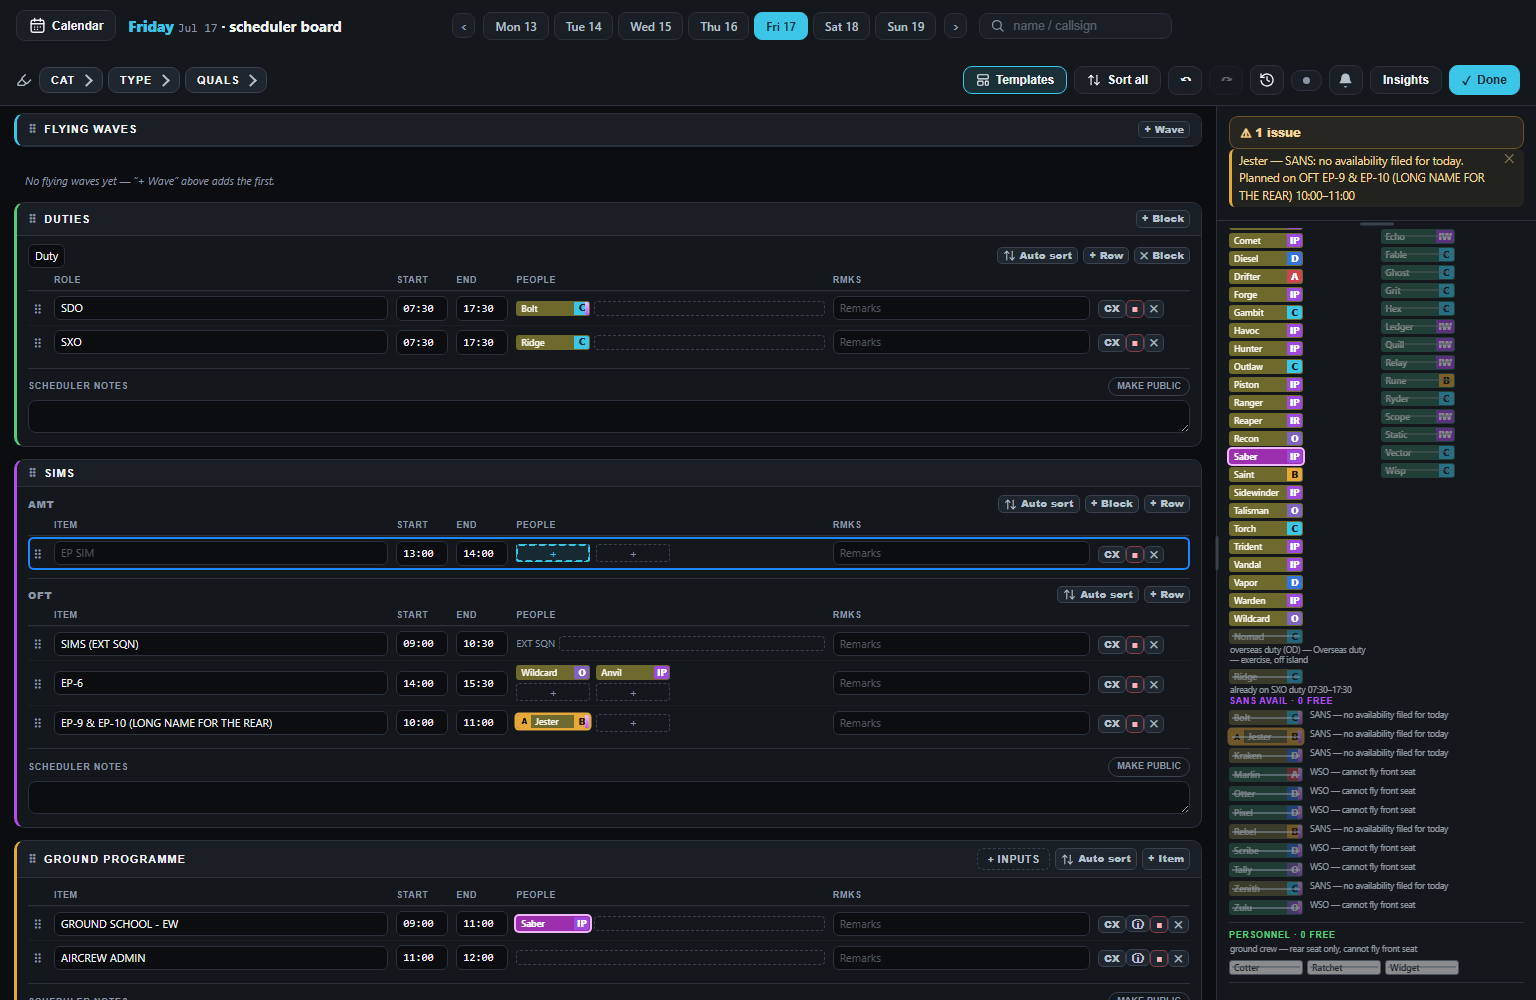 Calendar
Friday Jul 17 · scheduler board
‹
Mon 13
Tue 14
Wed 15
Thu 16
Fri 17
Sat 18
Sun 19
›
name / callsign
CAT
TYPE
QUALS
Templates
Sort all
Insights
✓ Done
FLYING WAVES
+ Wave
No flying waves yet — "+ Wave" above adds the first.
DUTIES
+ Block
Duty
Auto sort
+ Row
✕ Block
ROLE START END PEOPLE RMKS
SDO 07:30 17:30 Bolt C Remarks CX
SXO 07:30 17:30 Ridge C Remarks CX
SCHEDULER NOTES
MAKE PUBLIC
SIMS
AMT
Auto sort
+ Block
+ Row
ITEM START END PEOPLE RMKS
EP SIM 13:00 14:00 + + Remarks CX
OFT
Auto sort
+ Row
ITEM START END PEOPLE RMKS
SIMS (EXT SQN) 09:00 10:30 EXT SQN Remarks CX
EP-6 14:00 15:30 Wildcard O Anvil IP + + Remarks CX
EP-9 & EP-10 (LONG NAME FOR THE REAR) 10:00 11:00 A Jester B + Remarks CX
SCHEDULER NOTES
MAKE PUBLIC
GROUND PROGRAMME
+ INPUTS
Auto sort
+ Item
ITEM START END PEOPLE RMKS
GROUND SCHOOL - EW 09:00 11:00 Saber IP Remarks CX
AIRCREW ADMIN 11:00 12:00 Remarks CX
⚠ 1 issue
Jester — SANS: no availability filed for today.
Planned on OFT EP-9 & EP-10 (LONG NAME FOR
THE REAR) 10:00–11:00
Comet IP
Diesel D
Drifter A
Forge IP
Gambit C
Havoc IP
Hunter IP
Outlaw C
Piston IP
Ranger IP
Reaper IR
Recon O
Saber IP
Saint B
Sidewinder IP
Talisman O
Torch C
Trident IP
Vandal IP
Vapor D
Warden IP
Wildcard O
Nomad C
overseas duty (OD) — Overseas duty
— exercise, off island
Ridge C
already on SXO duty 07:30–17:30
Echo IW
Fable C
Ghost C
Grit C
Hex C
Ledger IW
Quill IW
Relay IW
Rune B
Ryder C
Scope IW
Static IW
Vector C
Wisp C
SANS AVAIL · 0 FREE
Bolt C SANS — no availability filed for today
A Jester B SANS — no availability filed for today
Kraken D SANS — no availability filed for today
Marlin A WSO — cannot fly front seat
Otter D WSO — cannot fly front seat
Pixel D WSO — cannot fly front seat
Rebel B SANS — no availability filed for today
Scribe D WSO — cannot fly front seat
Tally O WSO — cannot fly front seat
Zenith C SANS — no availability filed for today
Zulu O WSO — cannot fly front seat
PERSONNEL · 0 FREE
ground crew — rear seat only, cannot fly front seat
Cotter
Ratchet
Widget